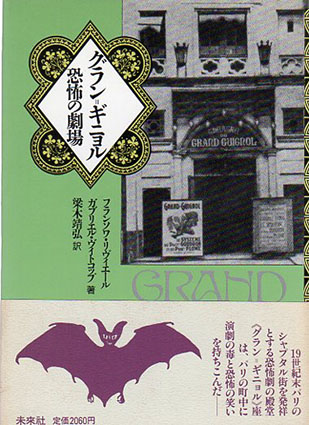 グラン＝ギニョル
恐怖の劇場
フランソワ・リヴィエール
ガブリエル・ヴィトコップ 著
梁木靖弘 訳
GRAND GUIGNOL
GRAND-GUIGNOL
SYSTÈME
GRAND
19世紀末パリの
シャプタル街を発祥
とする恐怖劇の殿堂
〈グラン＝ギニョル〉座
は、パリの町中に
演劇の毒と恐怖の笑い
を持ちこんだ――
未來社 定価2060円